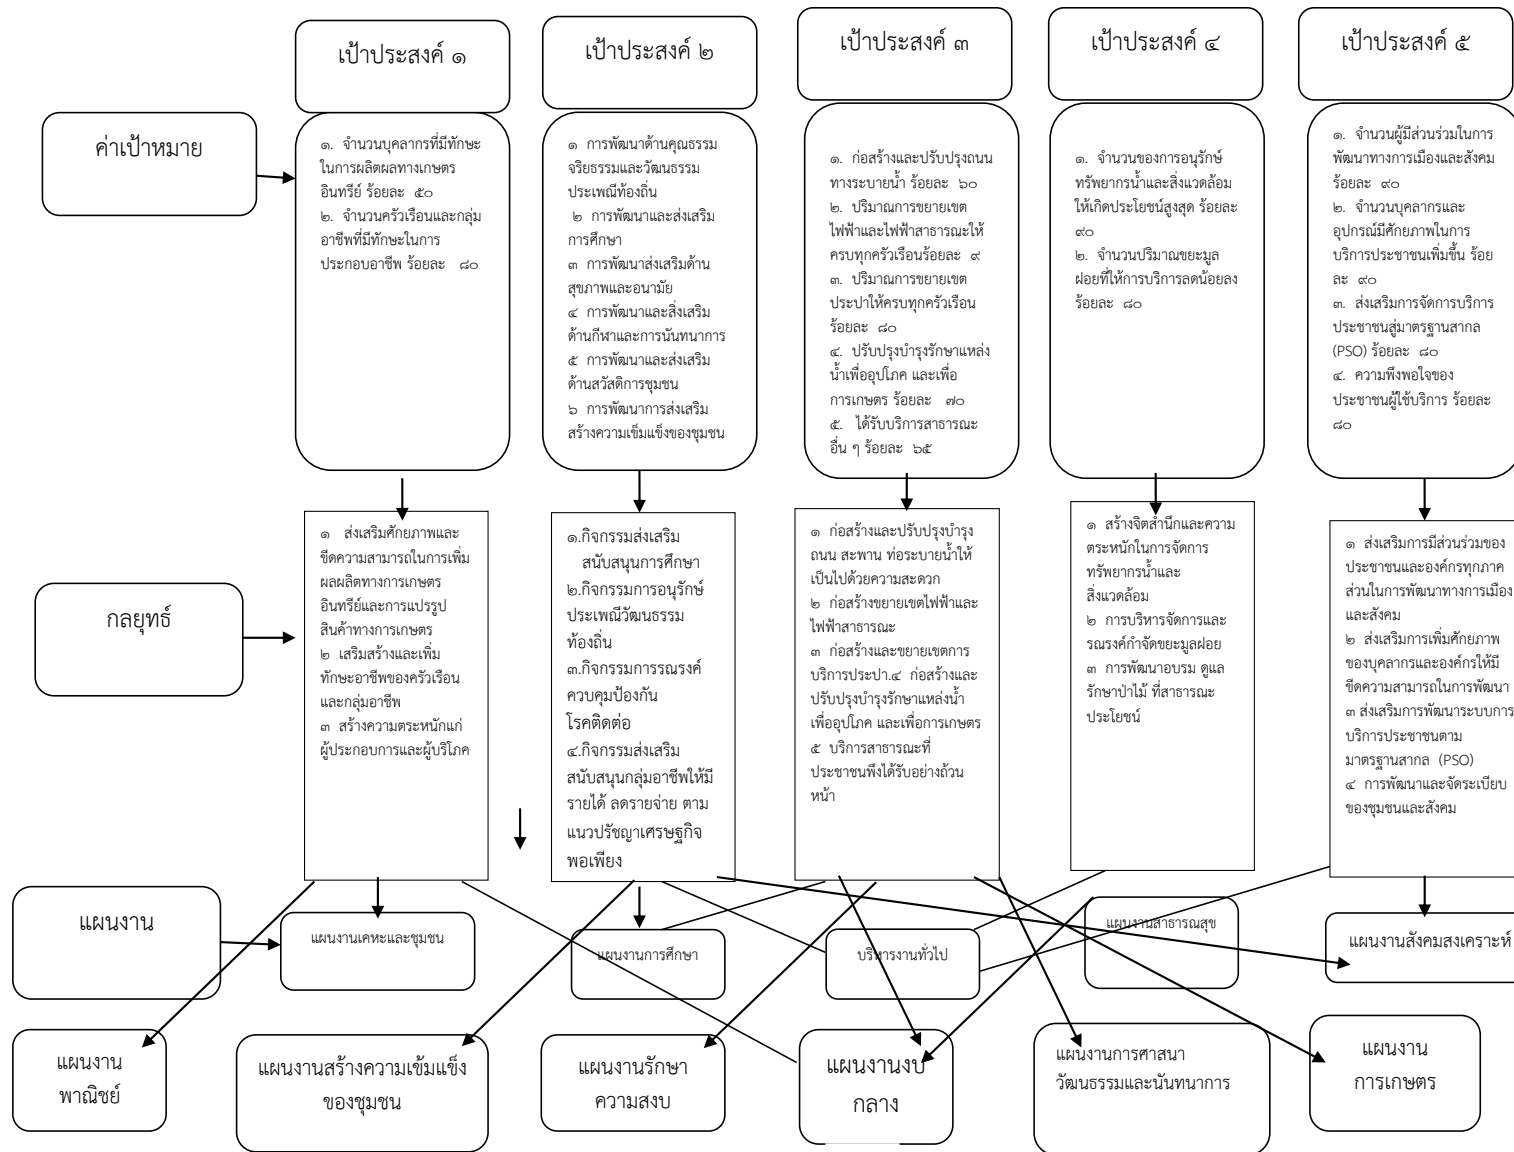 เป้าประสงค์ ๑
เป้าประสงค์ ๒
เป้าประสงค์ ๓
เป้าประสงค์ ๔
เป้าประสงค์ ๕
ค่าเป้าหมาย
๑. จำนวนบุคลากรที่มีทักษะ
ในการผลิตผลทางเกษตร
อินทรีย์ ร้อยละ ๕๐
๒. จำนวนครัวเรือนและกลุ่ม
อาชีพที่มีทักษะในการ
ประกอบอาชีพ ร้อยละ ๘๐
๑ การพัฒนาด้านคุณธรรม
จริยธรรมและวัฒนธรรม
ประเพณีท้องถิ่น
๒ การพัฒนาและส่งเสริม
การศึกษา
๓ การพัฒนาส่งเสริมด้าน
สุขภาพและอนามัย
๔ การพัฒนาและสิ่งเสริม
ด้านกีฬาและการนันทนาการ
๕ การพัฒนาและส่งเสริม
ด้านสวัสดิการชุมชน
๖ การพัฒนาการส่งเสริม
สร้างความเข็มแข็งของชุมชน
๑. ก่อสร้างและปรับปรุงถนน
ทางระบายน้ำ ร้อยละ ๖๐
๒. ปริมาณการขยายเขต
ไฟฟ้าและไฟฟ้าสาธารณะให้
ครบทุกครัวเรือนร้อยละ ๙
๓. ปริมาณการขยายเขต
ประปาให้ครบทุกครัวเรือน
ร้อยละ ๘๐
๔. ปรับปรุงบำรุงรักษาแหล่ง
น้ำเพื่ออุปโภค และเพื่อ
การเกษตร ร้อยละ ๗๐
๕. ได้รับบริการสาธารณะ
อื่น ๆ ร้อยละ ๖๕
๑. จำนวนของการอนุรักษ์
ทรัพยากรน้ำและสิ่งแวดล้อม
ให้เกิดประโยชน์สูงสุด ร้อยละ
๙๐
๒. จำนวนปริมาณขยะมูล
ฝอยที่ให้การบริการลดน้อยลง
ร้อยละ ๘๐
๑. จำนวนผู้มีส่วนร่วมในการ
พัฒนาทางการเมืองและสังคม
ร้อยละ ๙๐
๒. จำนวนบุคลากรและ
อุปกรณ์มีศักยภาพในการ
บริการประชาชนเพิ่มขึ้น ร้อย
ละ ๙๐
๓. ส่งเสริมการจัดการบริการ
ประชาชนสู่มาตรฐานสากล
(PSO) ร้อยละ ๘๐
๔. ความพึงพอใจของ
ประชาชนผู้ใช้บริการ ร้อยละ
๘๐
กลยุทธ์
๑ ส่งเสริมศักยภาพและ
ขีดความสามารถในการเพิ่ม
ผลผลิตทางการเกษตร
อินทรีย์และการแปรรูป
สินค้าทางการเกษตร
๒ เสริมสร้างและเพิ่ม
ทักษะอาชีพของครัวเรือน
และกลุ่มอาชีพ
๓ สร้างความตระหนักแก่
ผู้ประกอบการและผู้บริโภค
๑.กิจกรรมส่งเสริม
สนับสนุนการศึกษา
๒.กิจกรรมการอนุรักษ์
ประเพณีวัฒนธรรม
ท้องถิ่น
๓.กิจกรรมการรณรงค์
ควบคุมป้องกัน
โรคติดต่อ
๔.กิจกรรมส่งเสริม
สนับสนุนกลุ่มอาชีพให้มี
รายได้ ลดรายจ่าย ตาม
แนวปรัชญาเศรษฐกิจ
พอเพียง
๑ ก่อสร้างและปรับปรุงบำรุง
ถนน สะพาน ท่อระบายน้ำให้
เป็นไปด้วยความสะดวก
๒ ก่อสร้างขยายเขตไฟฟ้าและ
ไฟฟ้าสาธารณะ
๓ ก่อสร้างและขยายเขตการ
บริการประปา.๔ ก่อสร้างและ
ปรับปรุงบำรุงรักษาแหล่งน้ำ
เพื่ออุปโภค และเพื่อการเกษตร
๕ บริการสาธารณะที่
ประชาชนพึงได้รับอย่างถ้วน
หน้า
๑ สร้างจิตสำนึกและความ
ตระหนักในการจัดการ
ทรัพยากรน้ำและ
สิ่งแวดล้อม
๒ การบริหารจัดการและ
รณรงค์กำจัดขยะมูลฝอย
๓ การพัฒนาอบรม ดูแล
รักษาป่าไม้ ที่สาธารณะ
ประโยชน์
๑ ส่งเสริมการมีส่วนร่วมของ
ประชาชนและองค์กรทุกภาค
ส่วนในการพัฒนาทางการเมือง
และสังคม
๒ ส่งเสริมการเพิ่มศักยภาพ
ของบุคลากรและองค์กรให้มี
ขีดความสามารถในการพัฒนา
๓ ส่งเสริมการพัฒนาระบบการ
บริการประชาชนตาม
มาตรฐานสากล (PSO)
๔ การพัฒนาและจัดระเบียบ
ของชุมชนและสังคม
แผนงาน
แผนงานเคหะและชุมชน
แผนงานการศึกษา
บริหารงานทั่วไป
แผนงานสาธารณสุข
แผนงานสังคมสงเคราะห์
แผนงาน
พาณิชย์
แผนงานสร้างความเข้มแข็ง
ของชุมชน
แผนงานรักษา
ความสงบ
แผนงานงบ
กลาง
แผนงานการศาสนา
วัฒนธรรมและนันทนาการ
แผนงาน
การเกษตร